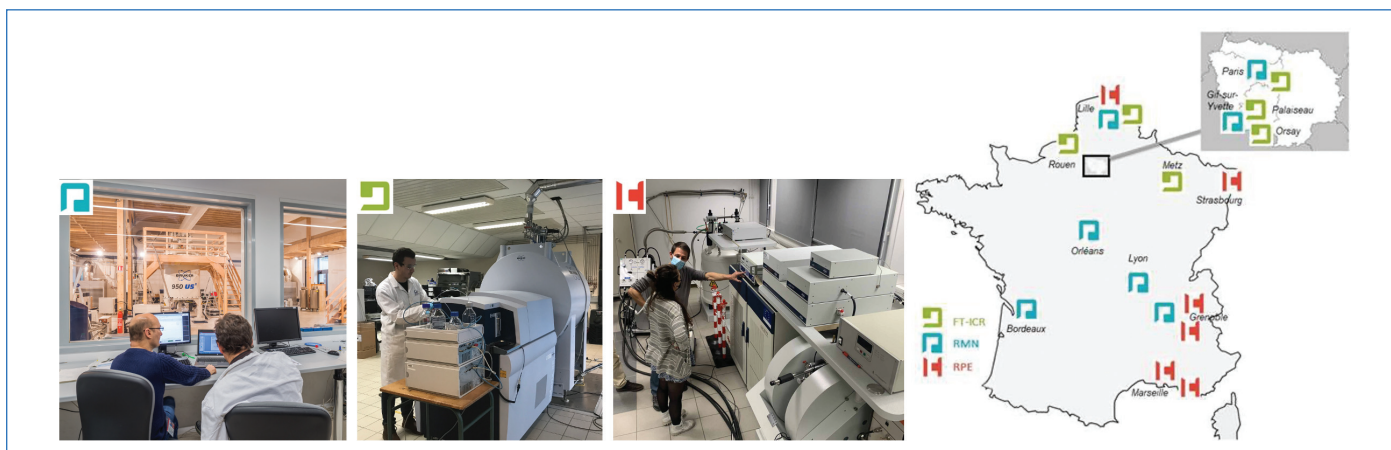 BRUKER
950 US²
Paris
Gif-sur-
Yvette
Palaiseau
Orsay
Lille
Rouen
Metz
Strasbourg
Orléans
Lyon
Grenoble
Bordeaux
Marseille
FT-ICR
RMN
RPE